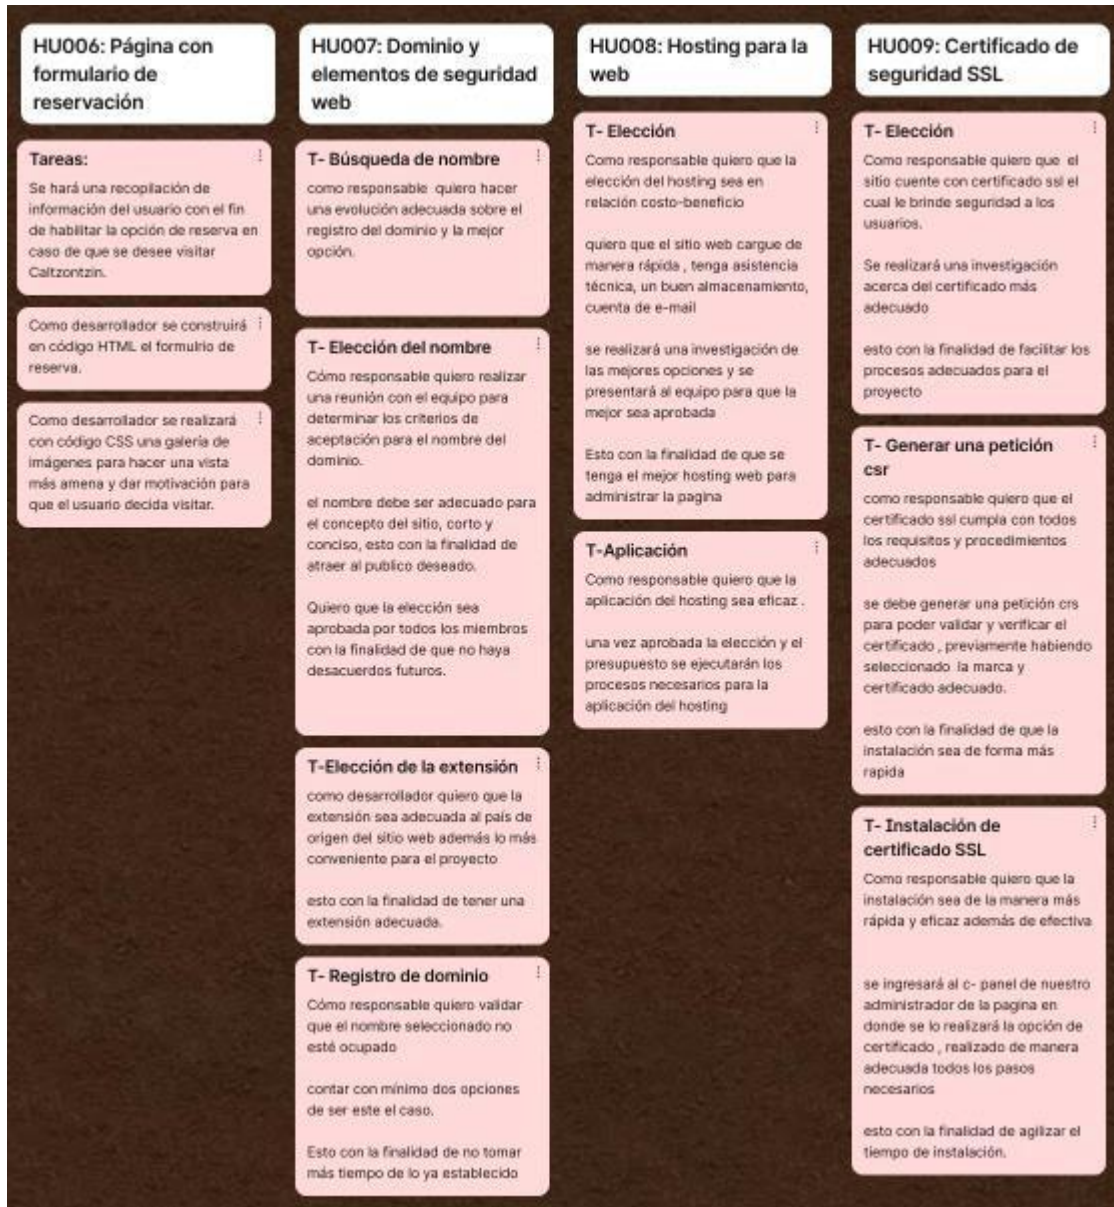 HU006: Página con
formulario de
reservación
Tareas:
Se hará una recopilación de
información del usuario con el fin
de habilitar la opción de reserva en
caso de que se desee visitar
Caltzontzin.
Como desarrollador se construirá
en código HTML el formulrio de
reserva.
Como desarrollador se realizará
con código CSS una galería de
imágenes para hacer una vista
más amena y dar motivación para
que el usuario decida visitar.
HU007: Dominio y
elementos de seguridad
web
T- Búsqueda de nombre
como responsable quiero hacer
una evolución adecuada sobre el
registro del dominio y la mejor
opción.
T- Elección del nombre
Cómo responsable quiero realizar
una reunión con el equipo para
determinar los criterios de
aceptación para el nombre del
dominio.
el nombre debe ser adecuado para
el concepto del sitio, corto y
conciso, esto con la finalidad de
atraer al publico deseado.
Quiero que la elección sea
aprobada por todos los miembros
con la finalidad de que no haya
desacuerdos futuros.
T-Elección de la extensión
como desarrollador quiero que la
extensión sea adecuada al país de
origen del sitio web además lo más
conveniente para el proyecto
esto con la finalidad de tener una
extensión adecuada.
T- Registro de dominio
Cómo responsable quiero validar
que el nombre seleccionado no
esté ocupado
contar con mínimo dos opciones
de ser este el caso.
Esto con la finalidad de no tomar
más tiempo de lo ya establecido
HU008: Hosting para la
web
T- Elección
Como responsable quiero que la
elección del hosting sea en
relación costo-beneficio
quiero que el sitio web cargue de
manera rápida , tenga asistencia
técnica, un buen almacenamiento,
cuenta de e-mail
se realizará una investigación de
las mejores opciones y se
presentará al equipo para que la
mejor sea aprobada
Esto con la finalidad de que se
tenga el mejor hosting web para
administrar la pagina
T-Aplicación
Como responsable quiero que la
aplicación del hosting sea eficaz .
una vez aprobada la elección y el
presupuesto se ejecutarán los
procesos necesarios para la
aplicación del hosting
HU009: Certificado de
seguridad SSL
T- Elección
Como responsable quiero que el
sitio cuente con certificado ssl el
cual le brinde seguridad a los
usuarios.
Se realizará una investigación
acerca del certificado más
adecuado
esto con la finalidad de facilitar los
procesos adecuados para el
proyecto
T- Generar una petición
csr
como responsable quiero que el
certificado ssl cumpla con todos
los requisitos y procedimientos
adecuados
se debe generar una petición crs
para poder validar y verificar el
certificado , previamente habiendo
seleccionado la marca y
certificado adecuado.
esto con la finalidad de que la
instalación sea de forma más
rapida
T- Instalación de
certificado SSL
Como responsable quiero que la
instalación sea de la manera más
rápida y eficaz además de efectiva
se ingresará al c- panel de nuestro
administrador de la pagina en
donde se lo realizará la opción de
certificado , realizado de manera
adecuada todos los pasos
necesarios
esto con la finalidad de agilizar el
tiempo de instalación.